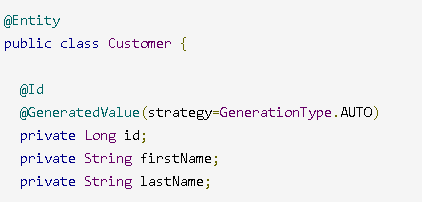 @Entity
public class Customer {
@Id
@GeneratedValue(strategy=GenerationType.AUTO)
private Long id;
private String firstName;
private String lastName;